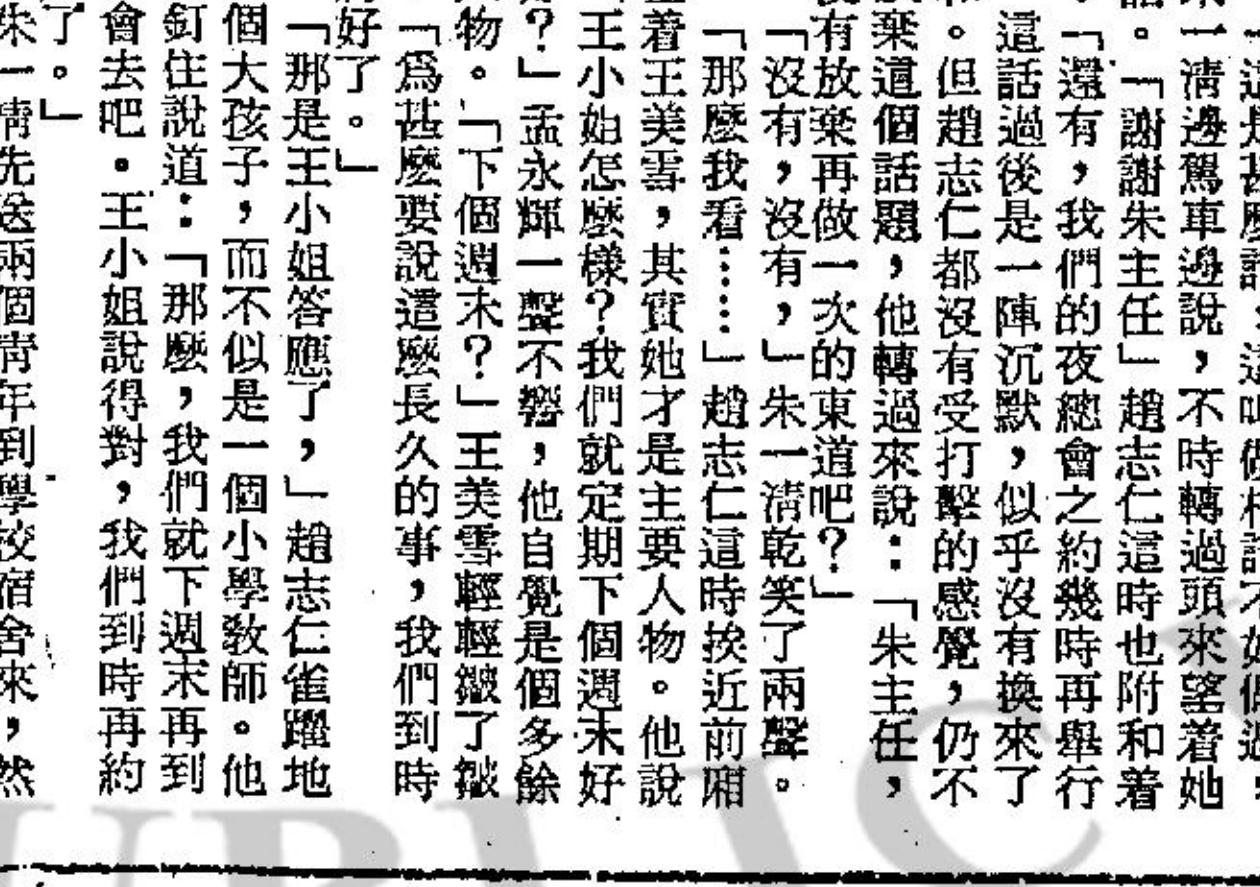 一清邊駕車邊說，不時轉過頭來望着她
。「謝謝朱主任」趙志仁這時也附和着
「還有，我們的夜總會之約幾時再舉行
這話過後是一陣沉默，似乎沒有換來了
。但趙志仁都沒有受打擊的感覺，仍不
棄這個話題，他轉過來說：「朱主任，
有放棄再做一次的東道吧？」
「沒有，沒有，」朱一清乾笑了兩聲。
「那麼我看……」趙志仁這時挨近前廂
着王美雪，其實她才是主要人物。他說
王小姐怎麼樣？我們就定期下個週末好
？」孟永輝一聲不響，他自覺是個多餘
物。「下個週末？」王美雪輕輕皺了皺
「爲甚麼要說這麼長久的事，我們到時
好了。」
「那是王小姐答應了，」趙志仁雀躍地
個大孩子，而不似是一個小學教師。他
釘住說道：「那麼，我們就下週末再到
會去吧。王小姐說得對，我們到時再約
了。」
朱一清先送兩個青年到學校宿舍來，然